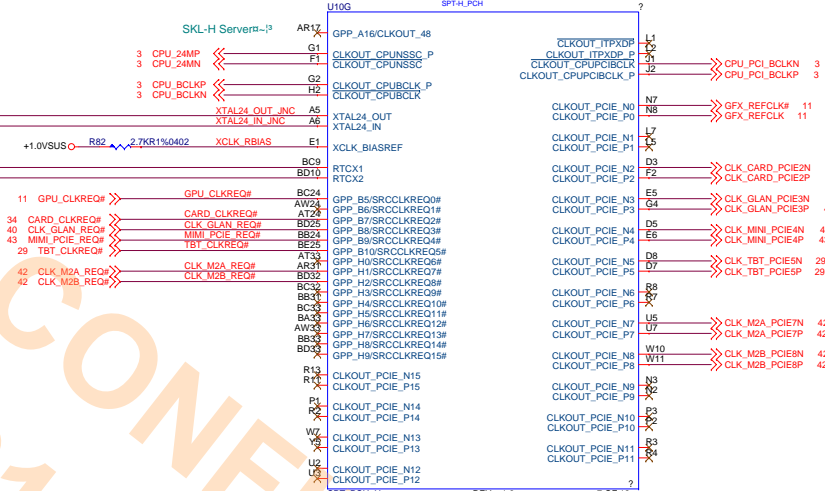 U10G SPT-H_PCH ?
SKL-H Server¤~¦³
AR17 GPP_A16/CLKOUT_48
3 CPU_24MP G1 CLKOUT_CPUNSSC_P
3 CPU_24MN F1 CLKOUT_CPUNSSC
3 CPU_BCLKP G2 CLKOUT_CPUBCLK_P
3 CPU_BCLKN H2 CLKOUT_CPUBCLK
XTAL24_OUT_JNC A5 XTAL24_OUT
XTAL24_IN_JNC A6 XTAL24_IN
+1.0VSUS R82 2.7KR1%0402 XCLK_RBIAS E1 XCLK_BIASREF
BC9 RTCX1
BD10 RTCX2
11 GPU_CLKREQ# GPU_CLKREQ# BC24 GPP_B5/SRCCLKREQ0#
AW24 GPP_B6/SRCCLKREQ1#
34 CARD_CLKREQ# CARD_CLKREQ# AT24 GPP_B7/SRCCLKREQ2#
40 CLK_GLAN_REQ# CLK_GLAN_REQ# BD25 GPP_B8/SRCCLKREQ3#
43 MIMI_PCIE_REQ# MIMI_PCIE_REQ# BB24 GPP_B9/SRCCLKREQ4#
29 TBT_CLKREQ# TBT_CLKREQ# BE25 GPP_B10/SRCCLKREQ5#
AT33 GPP_H0/SRCCLKREQ6#
42 CLK_M2A_REQ# CLK_M2A_REQ# AR31 GPP_H1/SRCCLKREQ7#
42 CLK_M2B_REQ# CLK_M2B_REQ# BD32 GPP_H2/SRCCLKREQ8#
BC32 GPP_H3/SRCCLKREQ9#
BB31 GPP_H4/SRCCLKREQ10#
BC33 GPP_H5/SRCCLKREQ11#
BA33 GPP_H6/SRCCLKREQ12#
AW33 GPP_H7/SRCCLKREQ13#
BB33 GPP_H8/SRCCLKREQ14#
BD33 GPP_H9/SRCCLKREQ15#
R13 CLKOUT_PCIE_N15
R11 CLKOUT_PCIE_P15
P1 CLKOUT_PCIE_N14
R2 CLKOUT_PCIE_P14
W7 CLKOUT_PCIE_N13
Y5 CLKOUT_PCIE_P13
U2 CLKOUT_PCIE_N12
U3 CLKOUT_PCIE_P12
CLKOUT_ITPXDP L1
CLKOUT_ITPXDP_P L2
CLKOUT_CPUPCIBCLK J1 CPU_PCI_BCLKN 3
CLKOUT_CPUPCIBCLK_P J2 CPU_PCI_BCLKP 3
CLKOUT_PCIE_N0 N7 GFX_REFCLK# 11
CLKOUT_PCIE_P0 N8 GFX_REFCLK 11
CLKOUT_PCIE_N1 L7
CLKOUT_PCIE_P1 L5
CLKOUT_PCIE_N2 D3 CLK_CARD_PCIE2N
CLKOUT_PCIE_P2 F2 CLK_CARD_PCIE2P
CLKOUT_PCIE_N3 E5 CLK_GLAN_PCIE3N
CLKOUT_PCIE_P3 G4 CLK_GLAN_PCIE3P
CLKOUT_PCIE_N4 D5 CLK_MINI_PCIE4N 4
CLKOUT_PCIE_P4 E6 CLK_MINI_PCIE4P 43
CLKOUT_PCIE_N5 D8 CLK_TBT_PCIE5N 29
CLKOUT_PCIE_P5 D7 CLK_TBT_PCIE5P 29
CLKOUT_PCIE_N6 R8
CLKOUT_PCIE_P6 R7
CLKOUT_PCIE_N7 U5 CLK_M2A_PCIE7N 42
CLKOUT_PCIE_P7 U7 CLK_M2A_PCIE7P 42
CLKOUT_PCIE_N8 W10 CLK_M2B_PCIE8N 42
CLKOUT_PCIE_P8 W11 CLK_M2B_PCIE8P 42
CLKOUT_PCIE_N9 N3
CLKOUT_PCIE_P9 N2
CLKOUT_PCIE_N10 P3
CLKOUT_PCIE_P10 P2
CLKOUT_PCIE_N11 R3
CLKOUT_PCIE_P11 R4
?
CONF